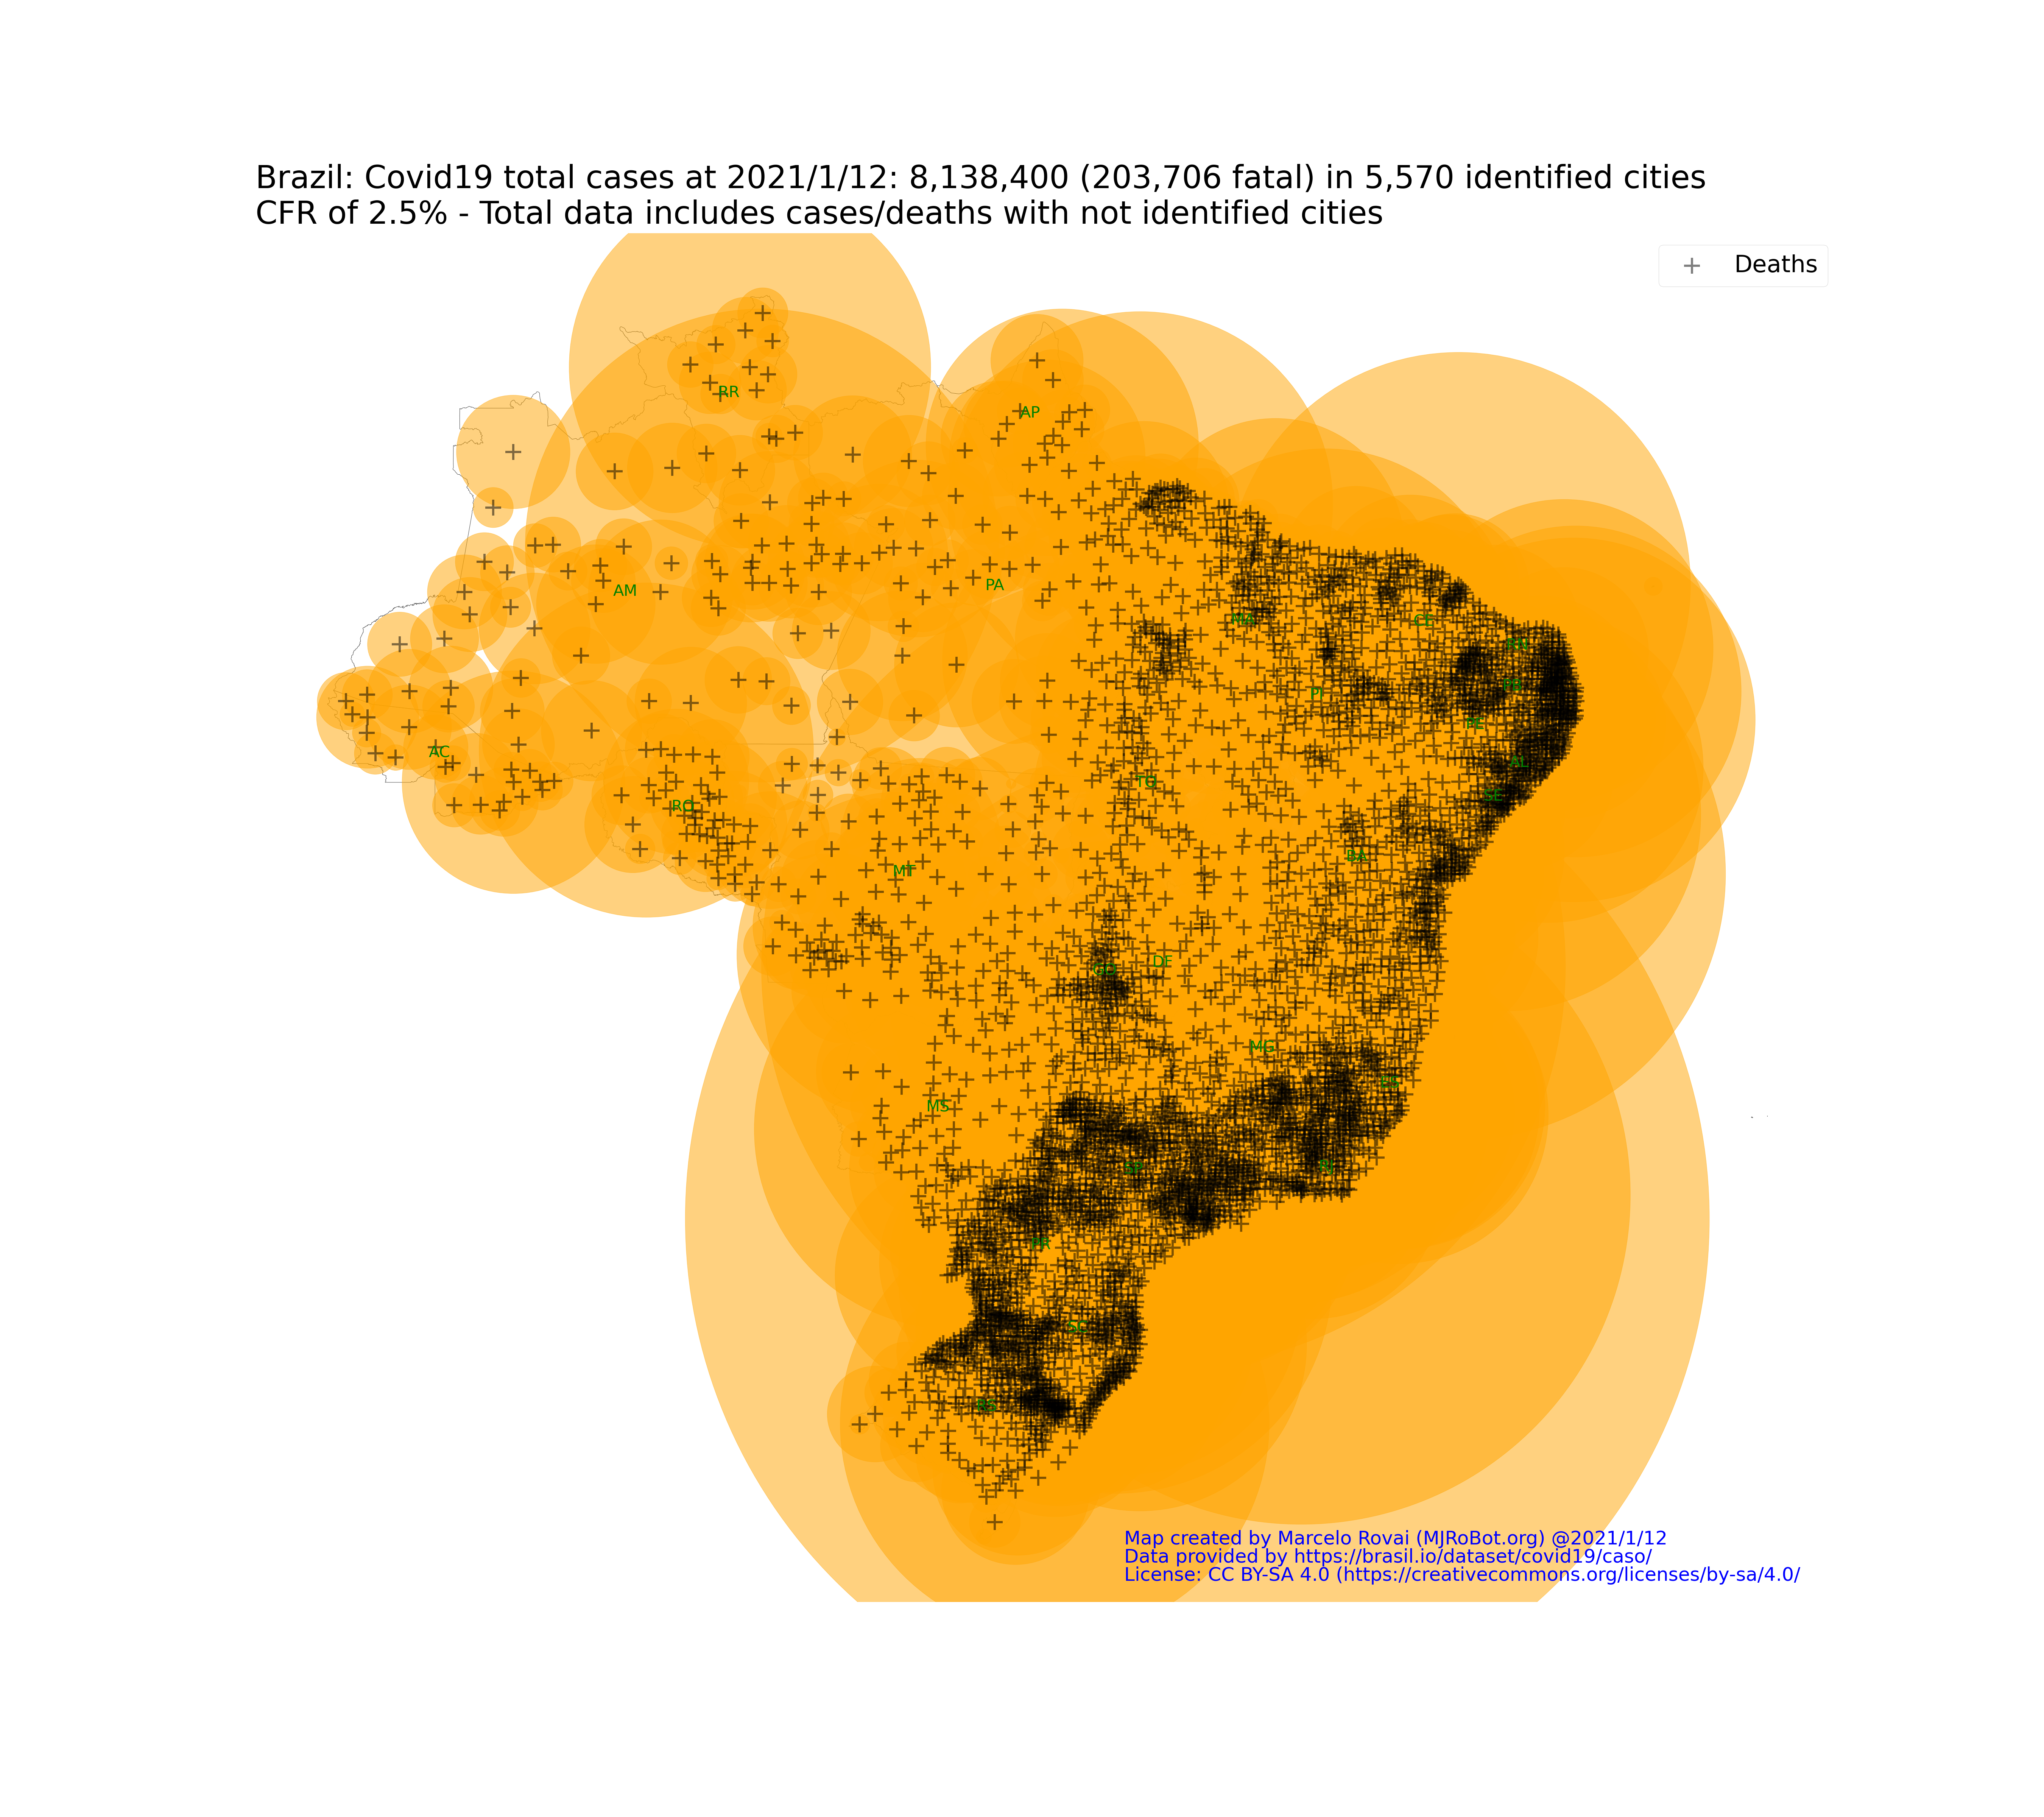 Brazil: Covid19 total cases at 2021/1/12: 8,138,400 (203,706 fatal) in 5,570 identified cities
CFR of 2.5% - Total data includes cases/deaths with not identified cities
Deaths
RR
AP
AM
PA
MA
CE
RN
PB
PI
PE
AC
AL
TO
SE
RO
BA
MT
DF
GO
MG
ES
MS
SP
RJ
PR
SC
RS
Map created by Marcelo Rovai (MJRoBot.org) @2021/1/12
Data provided by https://brasil.io/dataset/covid19/caso/
License: CC BY-SA 4.0 (https://creativecommons.org/licenses/by-sa/4.0/